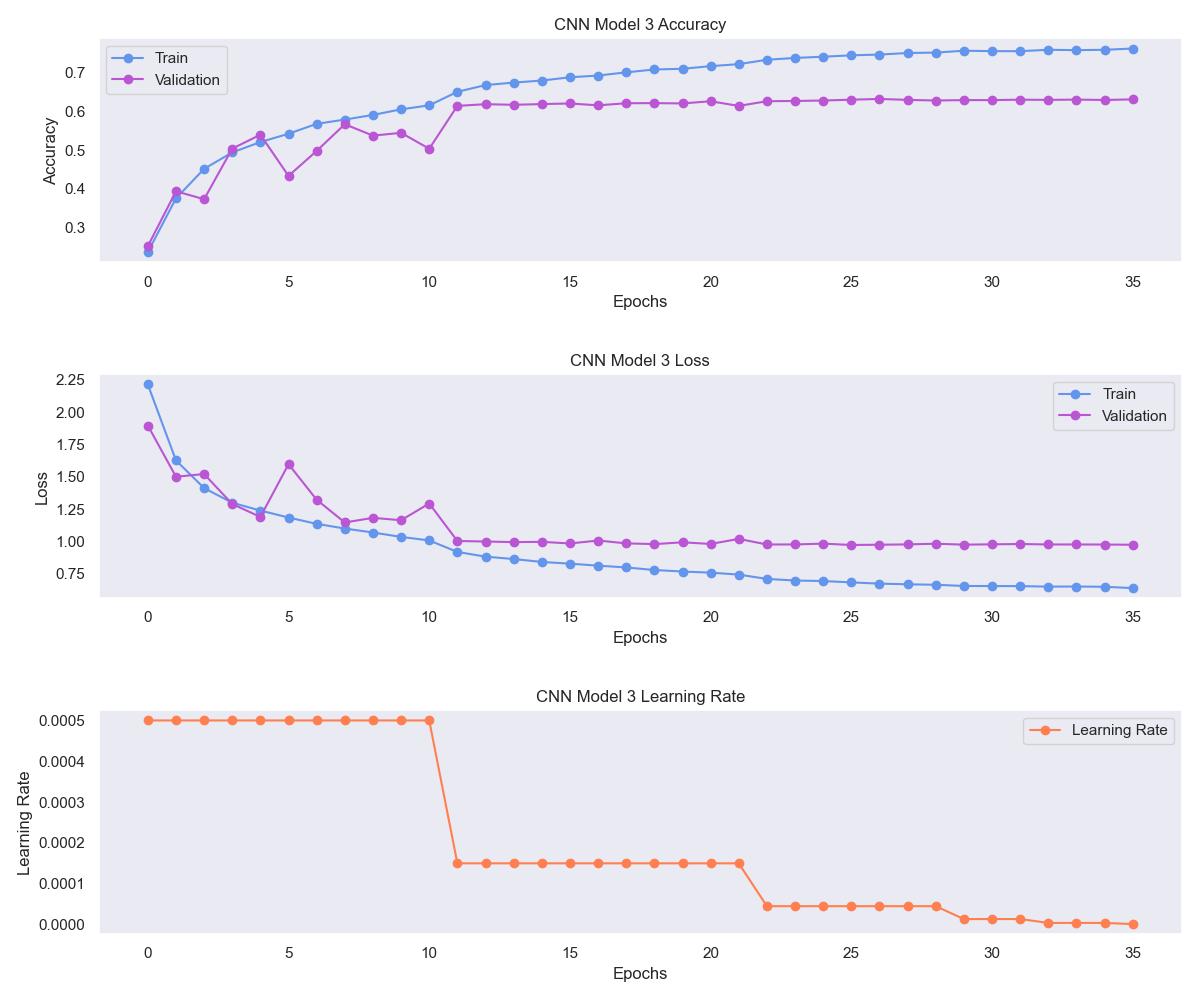 CNN Model 3 Accuracy
Train
Validation
Accuracy
0.7
0.6
0.5
0.4
0.3
0 5 10 15 20 25 30 35
Epochs
CNN Model 3 Loss
Train
Validation
Loss
2.25
2.00
1.75
1.50
1.25
1.00
0.75
0 5 10 15 20 25 30 35
Epochs
CNN Model 3 Learning Rate
Learning Rate
Learning Rate
0.0005
0.0004
0.0003
0.0002
0.0001
0.0000
0 5 10 15 20 25 30 35
Epochs